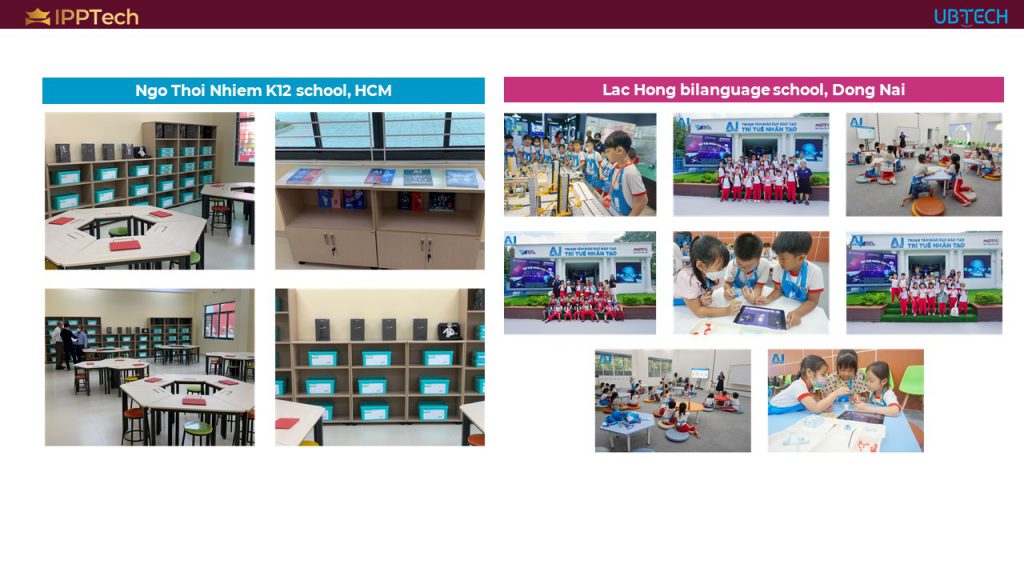 IPPTech
UBTECH
Ngo Thoi Nhiem K12 school, HCM
Lac Hong bilanguage school, Dong Nai
AI
TRUNG TÂM GIÁO DỤC ĐÀO TẠO
TRÍ TUỆ NHÂN TẠO
AI
AI
TRUNG TÂM GIÁO DỤC ĐÀO TẠO
TRÍ TUỆ NHÂN TẠO
AI
TRUNG TÂM GIÁO DỤC ĐÀO TẠO
TRÍ TUỆ NHÂN TẠO
AI